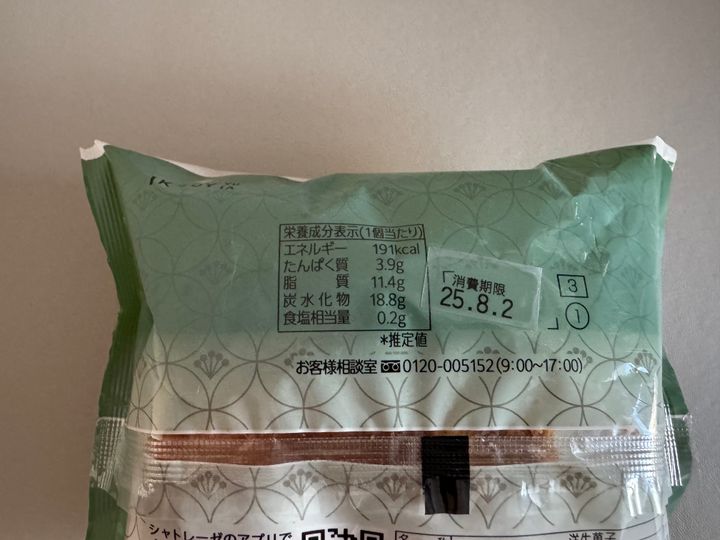 栄養成分表示(1個当たり)
エネルギー 191kcal
たんぱく質 3.9g
脂質 11.4g
炭水化物 18.8g
食塩相当量 0.2g
*推定値
消費期限
25.8.2
3
1
お客様相談室 0120-005152(9:00~17:00)
シャトレーゼのアプリで
洋生菓子